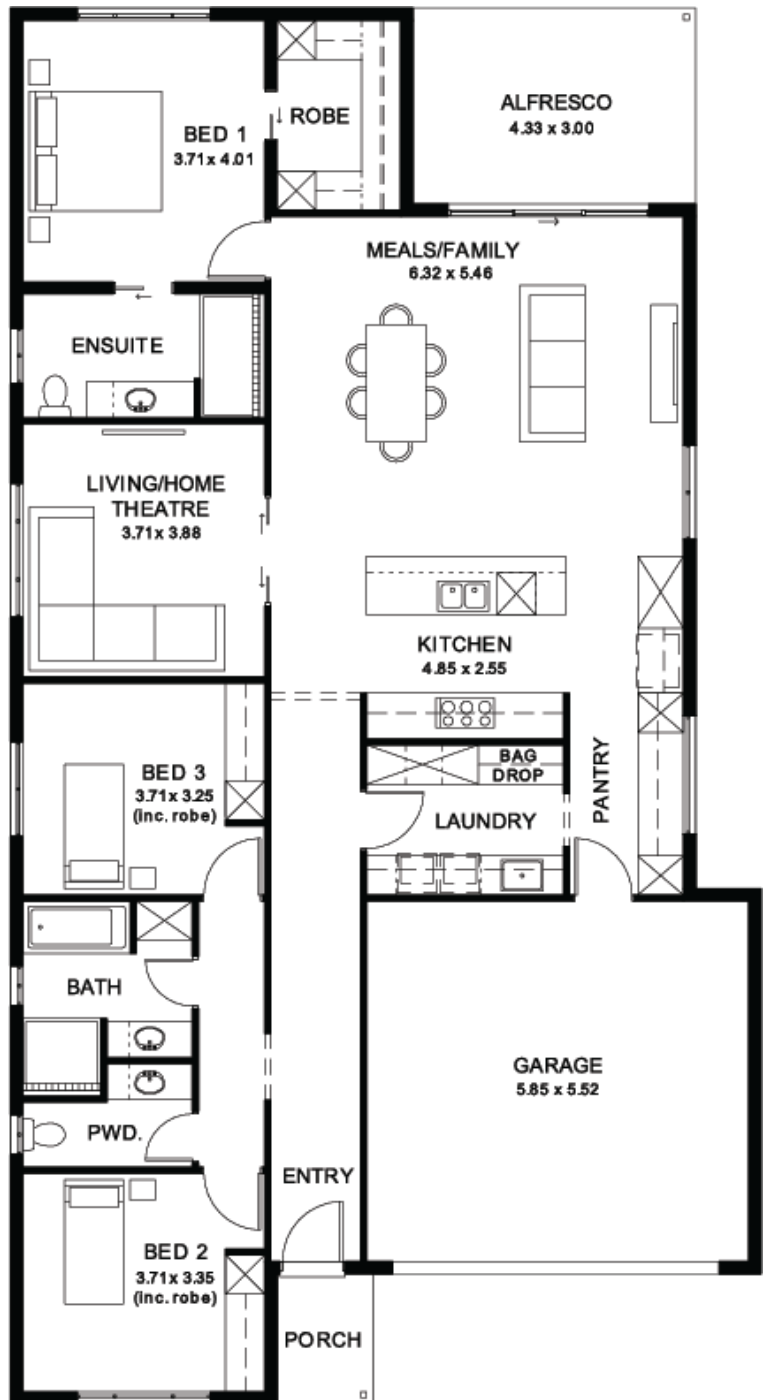 BED 1
3.71 x 4.01
ROBE
ALFRESCO
4.33 x 3.00
MEALS/FAMILY
6.32 x 5.46
ENSUITE
LIVING/HOME
THEATRE
3.71 x 3.88
KITCHEN
4.85 x 2.55
BED 3
3.71 x 3.25
(inc. robe)
BAG
DROP
LAUNDRY
PANTRY
BATH
GARAGE
5.85 x 5.52
PWD.
ENTRY
BED 2
3.71 x 3.35
(inc. robe)
PORCH